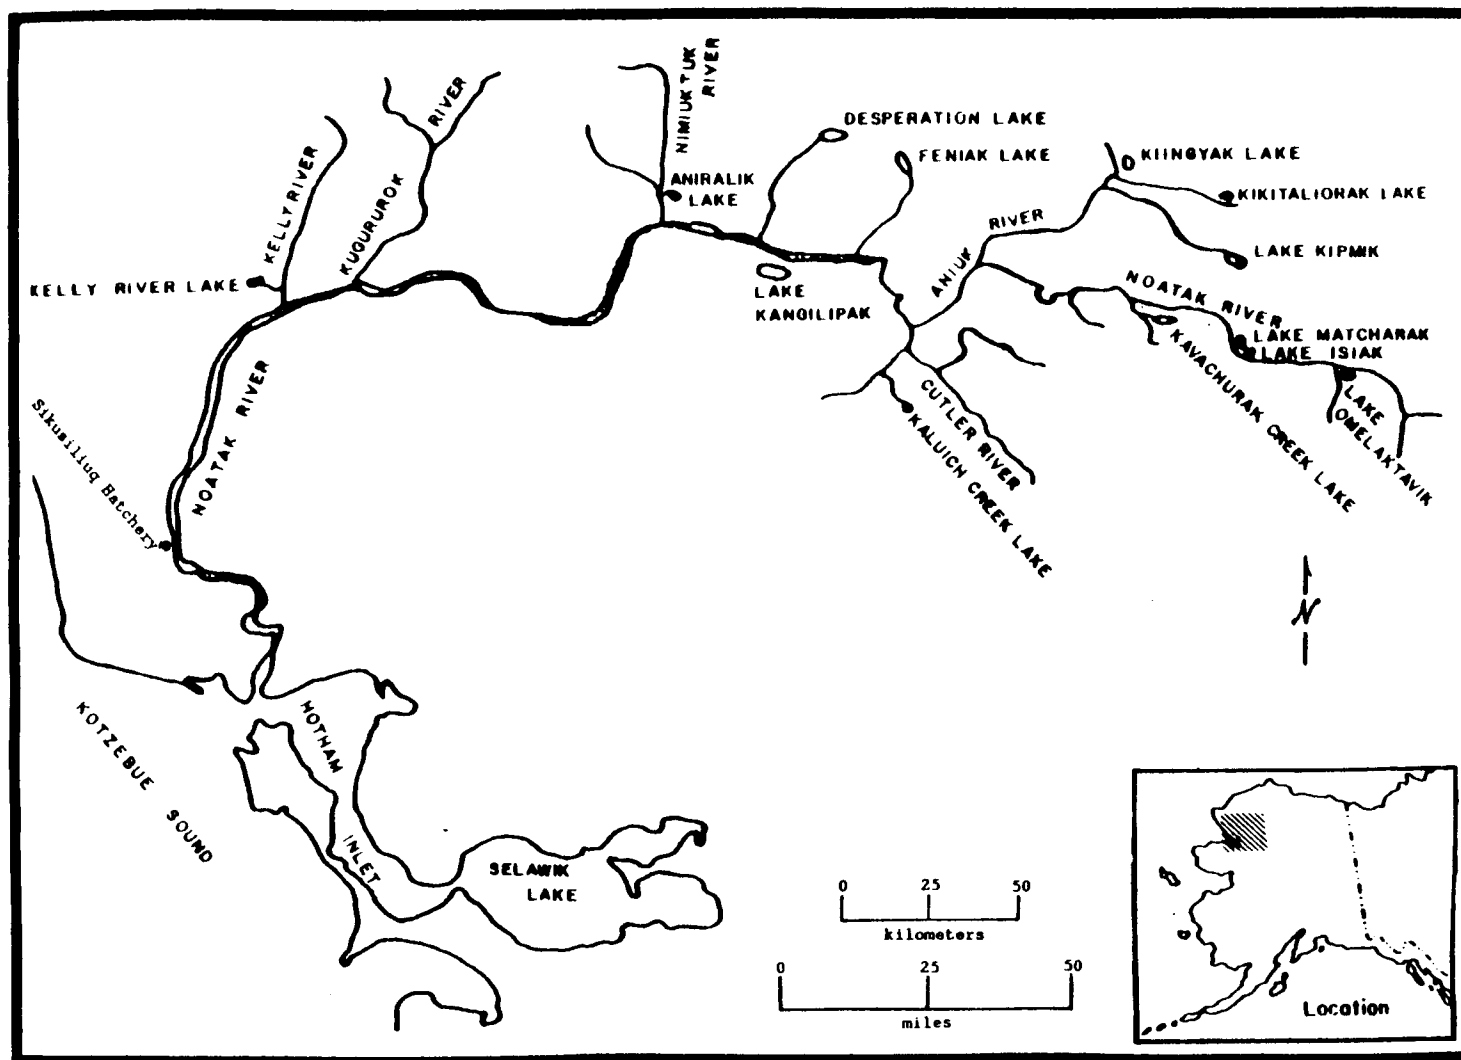 NIMIUKTUK
RIVER
RIVER
DESPERATION LAKE
FENIAK LAKE
KIINGYAK LAKE
KELLY RIVER
KUGURUROK
ANIRALIK
LAKE
KIKITALIORAK LAKE
RIVER
ANIUK
LAKE KIPMIK
KELLY RIVER LAKE
LAKE
KANGILIPAK
NOATAK RIVER
LAKE MATCHARAK
LAKE ISIAK
KAVACHURAK CREEK LAKE
LAKE
OMELAKTAVIK
NOATAK RIVER
CUTLER RIVER
KALUICH CREEK LAKE
Sikusiliuq Hatchery
N
KOTZEBUE SOUND
HOTHAM
INLET
SELAWIK
LAKE
0 25 50
kilometers
0 25 50
miles
Location